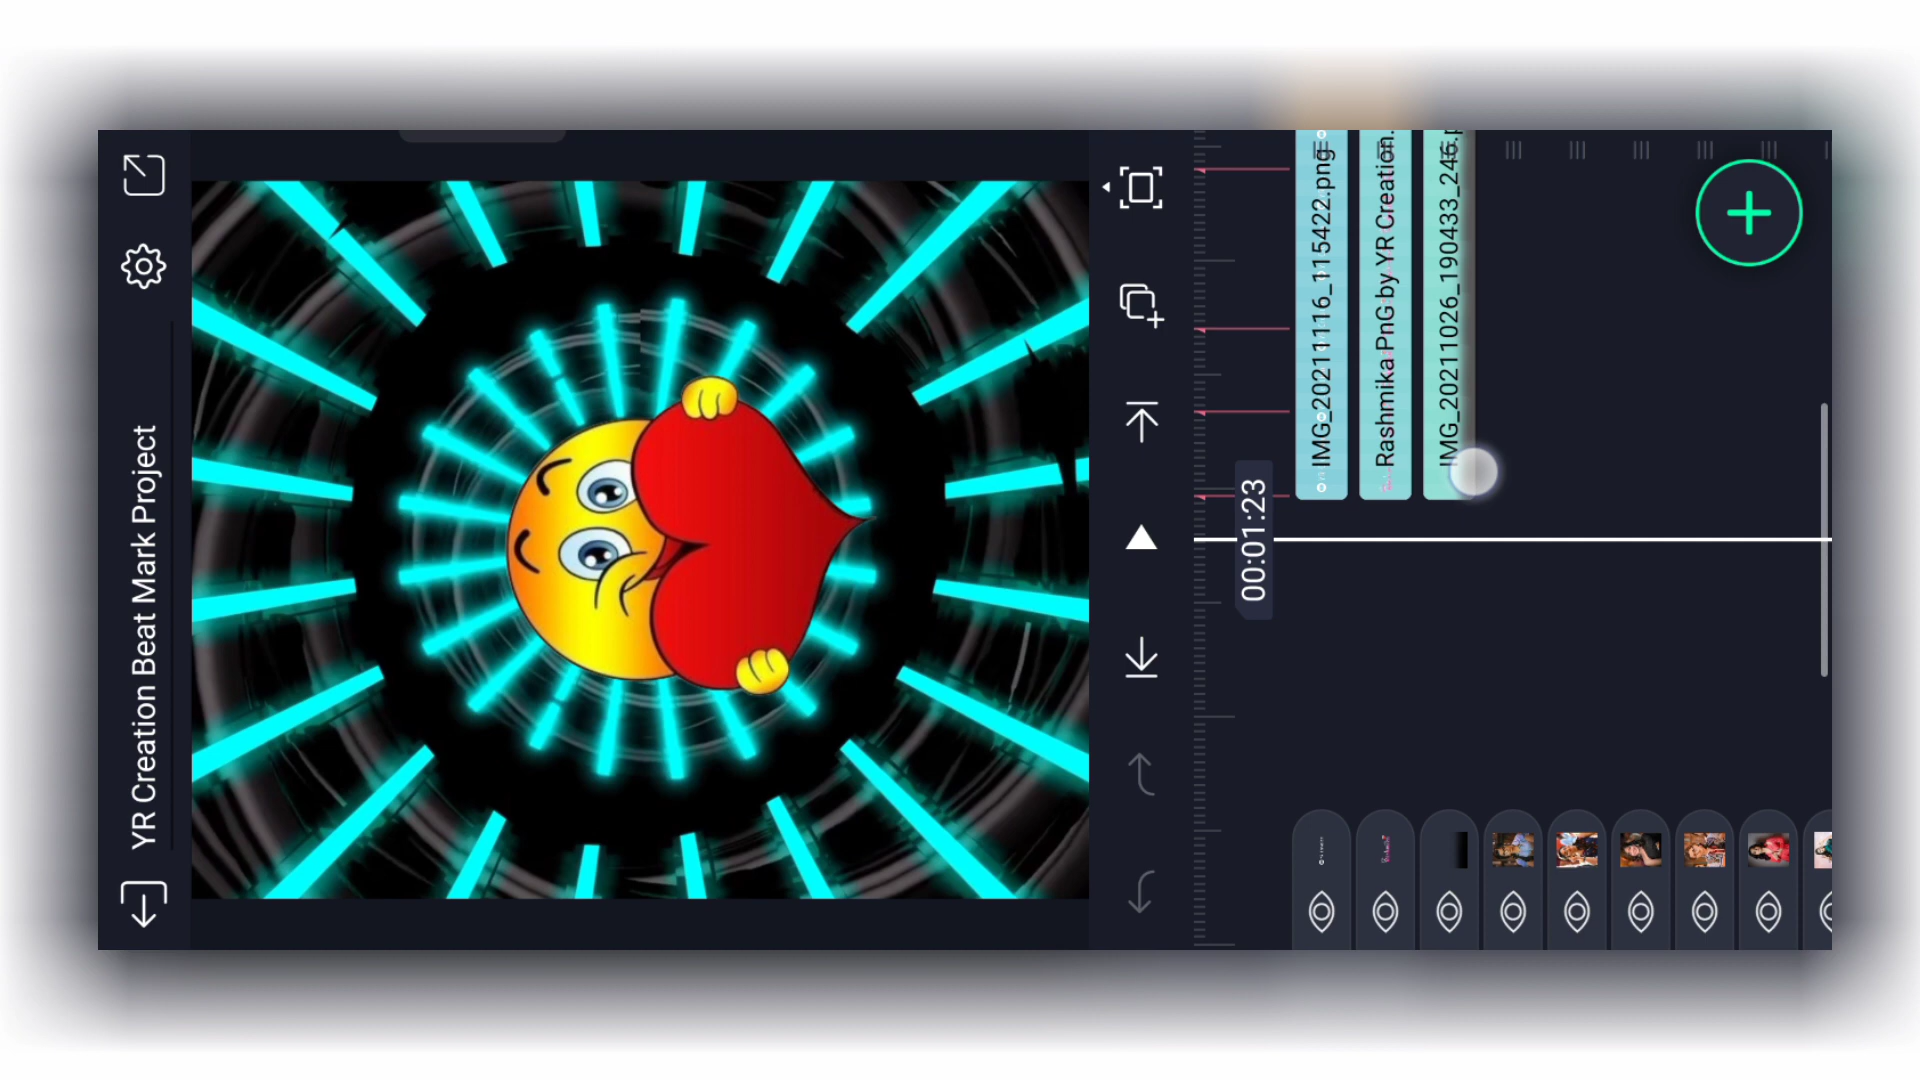 YR Creation Beat Mark Project
00:01:23
IMG_20211116_115422.png
Rashmika PnG by YR Creation.
IMG_20211026_190433_246.p